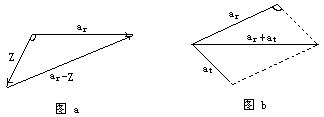 a_r
Z
a_r-Z
图 a
a_r
a_r+a_t
a_t
图 b